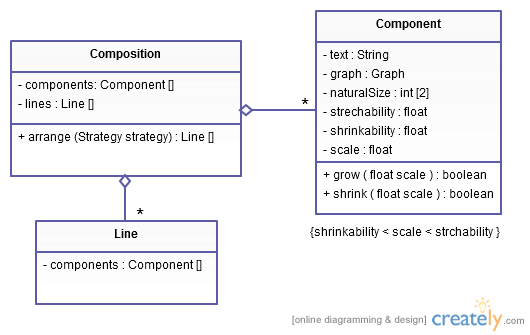 Composition
- components: Component []
- lines : Line []
+ arrange (Strategy strategy) : Line []
*
*
Component
- text : String
- graph : Graph
- naturalSize : int [2]
- strechability : float
- shrinkability : float
- scale : float
+ grow ( float scale ) : boolean
+ shrink ( float scale ) : boolean
{shrinkability < scale < strchability }
Line
- components : Component []
[online diagramming & design] creately.com